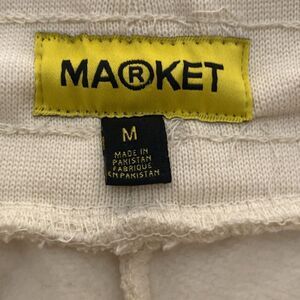 MA®KET
M
MADE IN
PAKISTAN
FABRIQUE
EN PAKISTAN